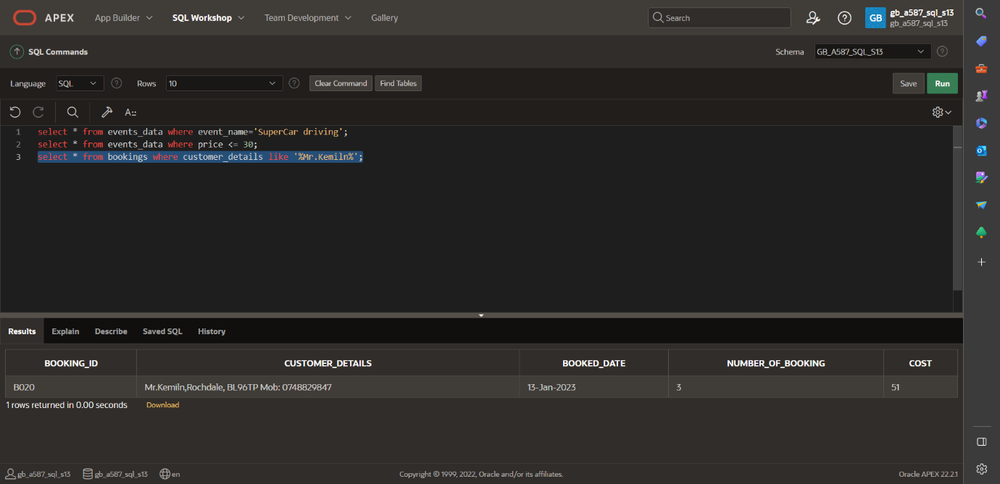 APEX App Builder SQL Workshop Team Development Gallery Search GB gb_a587_sql_s13
gb_a587_sql_s13
SQL Commands Schema GB_A587_SQL_S13
Language SQL Rows 10 Clear Command Find Tables Save Run
A::
1 select * from events_data where event_name='SuperCar driving';
2 select * from events_data where price <= 30;
3 select * from bookings where customer_details like '%Mr.Kemiln%';
Results Explain Describe Saved SQL History
BOOKING_ID CUSTOMER_DETAILS BOOKED_DATE NUMBER_OF_BOOKING COST
B020 Mr.Kemiln,Rochdale, BL96TP Mob: 0748829847 13-Jan-2023 3 51
1 rows returned in 0.00 seconds Download
gb_a587_sql_s13 gb_a587_sql_s13 en Copyright © 1999, 2022, Oracle and/or its affiliates. Oracle APEX 22.2.1